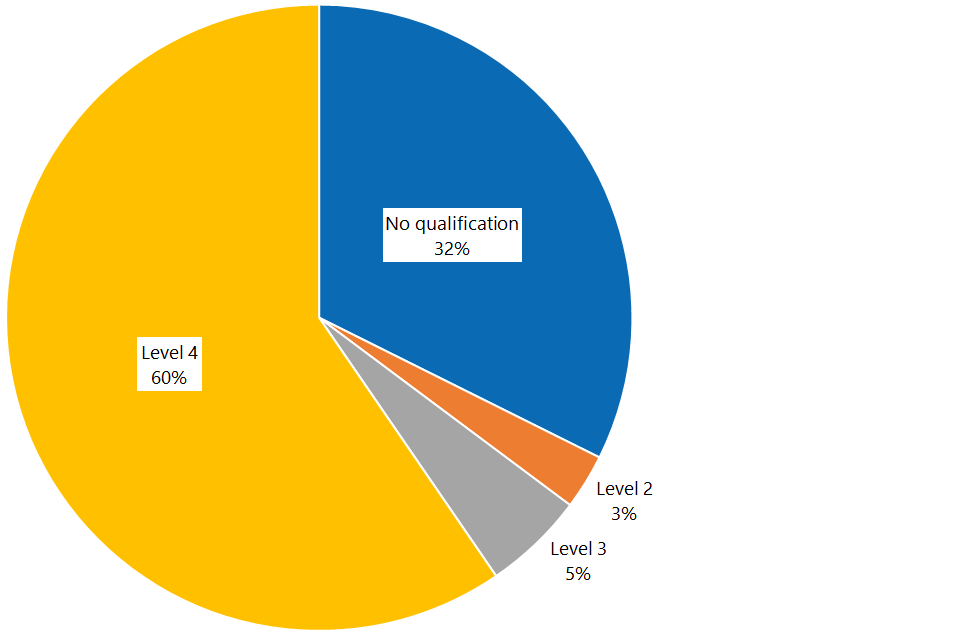 No qualification
32%
Level 4
60%
Level 2
3%
Level 3
5%